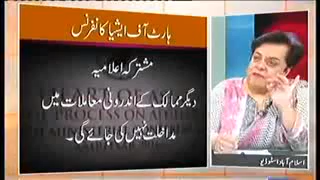 ہارٹ آف ایشیا کانفرنس
مشترکہ اعلامیہ
دیگر ممالک کے اندرونی معاملات میں
مداخلت نہیں کی جائے گی۔
اسلام آباد اسٹوڈیو